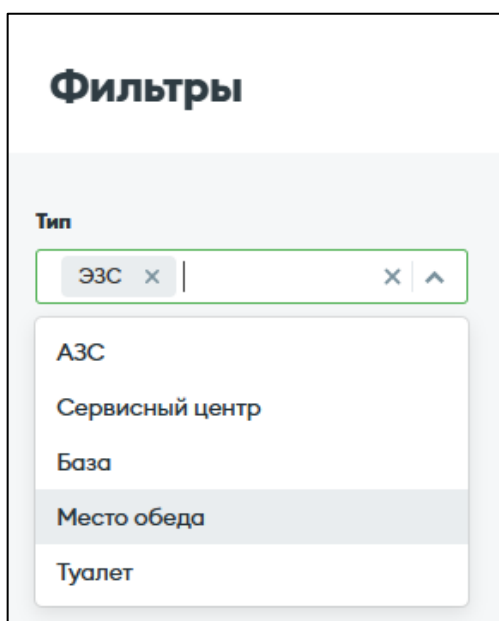 Фильтры
Тип
ЭЗС
АЗС
Сервисный центр
База
Место обеда
Туалет